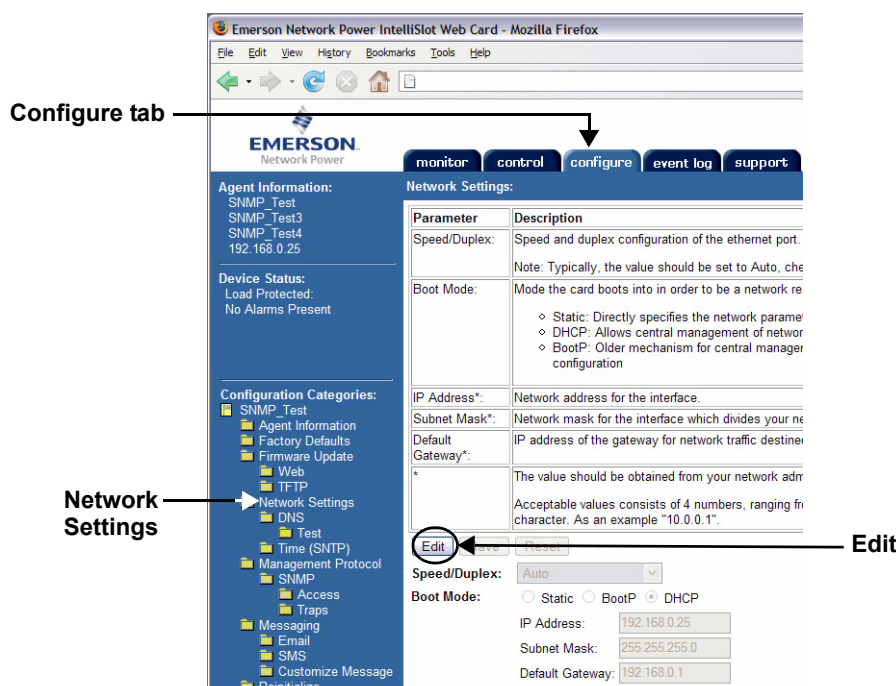 Emerson Network Power IntelliSlot Web Card - Mozilla Firefox
File Edit View History Bookmarks Tools Help
Configure tab
EMERSON
Network Power
monitor control configure event log support
Agent Information:
SNMP_Test
SNMP_Test3
SNMP_Test4
192.168.0.25
Device Status:
Load Protected:
No Alarms Present
Configuration Categories:
SNMP_Test
Agent Information
Factory Defaults
Firmware Update
Web
TFTP
Network Settings
DNS
Test
Time (SNTP)
Management Protocol
SNMP
Access
Traps
Messaging
Email
SMS
Customize Message
Reinitialize
Network
Settings
Network Settings:
Parameter Description
Speed/Duplex: Speed and duplex configuration of the ethernet port.
Note: Typically, the value should be set to Auto, che
Boot Mode: Mode the card boots into in order to be a network re
Static: Directly specifies the network parame
DHCP: Allows central management of networ
BootP: Older mechanism for central manager
configuration
IP Address*: Network address for the interface.
Subnet Mask*: Network mask for the interface which divides your ne
Default
Gateway*:
IP address of the gateway for network traffic destine
* The value should be obtained from your network adm
Acceptable values consists of 4 numbers, ranging fr
character. As an example "10.0.0.1".
Edit Save Reset
Edit
Speed/Duplex: Auto
Boot Mode: Static BootP DHCP
IP Address: 192.168.0.25
Subnet Mask: 255.255.255.0
Default Gateway: 192.168.0.1